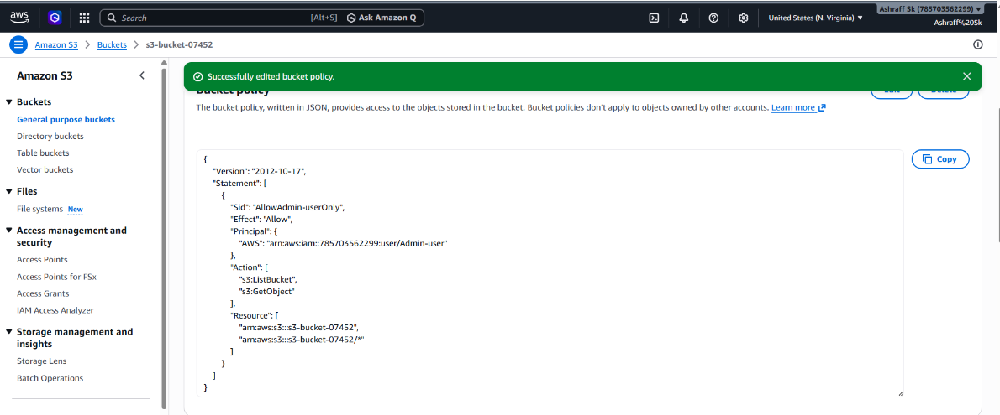 aws
Search
[Alt+S]
Ask Amazon Q
United States (N. Virginia) ▼
Ashraff Sk (785703562299) ▼
Ashraff%20Sk
Amazon S3 > Buckets > s3-bucket-07452
Amazon S3
Buckets
General purpose buckets
Directory buckets
Table buckets
Vector buckets
Files
File systems New
Access management and
security
Access Points
Access Points for FSx
Access Grants
IAM Access Analyzer
Storage management and
insights
Storage Lens
Batch Operations
Successfully edited bucket policy.
Bucket policy
Edit
Delete
The bucket policy, written in JSON, provides access to the objects stored in the bucket. Bucket policies don't apply to objects owned by other accounts. Learn more
Copy
{
"Version": "2012-10-17",
"Statement": [
{
"Sid": "AllowAdmin-userOnly",
"Effect": "Allow",
"Principal": {
"AWS": "arn:aws:iam::785703562299:user/Admin-user"
},
"Action": [
"s3:ListBucket",
"s3:GetObject"
],
"Resource": [
"arn:aws:s3:::s3-bucket-07452",
"arn:aws:s3:::s3-bucket-07452/*"
]
}
]
}